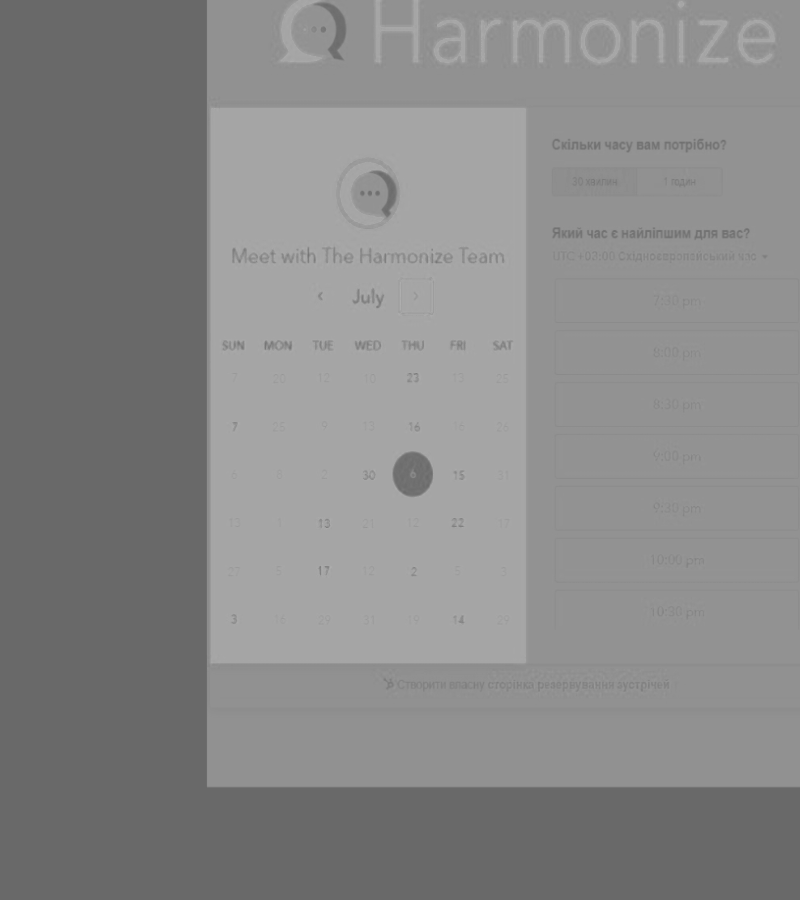 Harmonize
Meet with The Harmonize Team
July
SUN MON TUE WED THU FRI SAT
7 20 12 10 23 13 25
7 25 9 13 16 16 26
6 8 2 30 6 15 31
13 1 13 21 12 22 17
27 5 17 12 2 5 3
3 16 29 31 19 14 29
Скільки часу вам потрібно?
30 хвилин 1 годин
Який час є найліпшим для вас?
UTC +02:00 Східноєвропейський час
7:30 pm
8:00 pm
8:30 pm
9:00 pm
9:30 pm
10:00 pm
10:30 pm
Створити власну сторінка резервування зустрічей